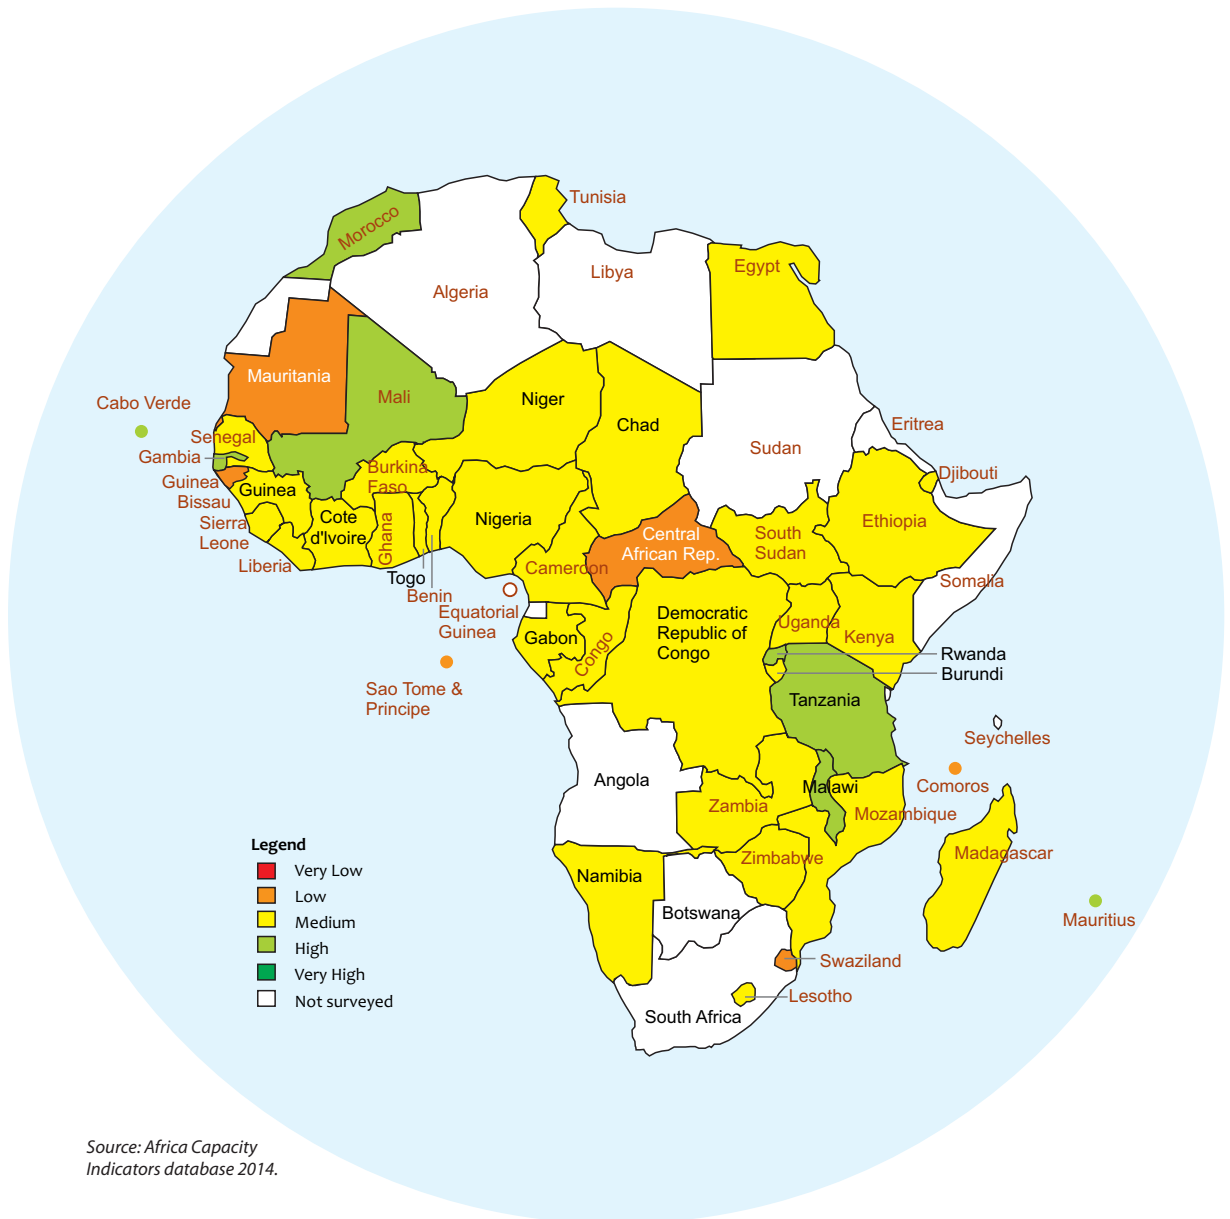 Tunisia
Morocco
Egypt
Libya
Algeria
Mauritania
Mali
Niger
Cabo Verde
Chad
Eritrea
Senegal
Sudan
Gambia
Burkina
Faso
Djibouti
Guinea
Bissau
Guinea
Cote
d'Ivoire
Ghana
Nigeria
Ethiopia
Sierra
Leone
Central
African Rep.
South
Sudan
Liberia
Cameroon
Togo
Benin
Somalia
Equatorial
Guinea
Democratic
Republic of
Congo
Uganda
Gabon
Congo
Kenya
Rwanda
Burundi
Sao Tome &
Principe
Tanzania
Seychelles
Angola
Malawi
Comoros
Zambia
Mozambique
Zimbabwe
Madagascar
Namibia
Botswana
Mauritius
Swaziland
Lesotho
South Africa
Legend
Very Low
Low
Medium
High
Very High
Not surveyed
Source: Africa Capacity
Indicators database 2014.